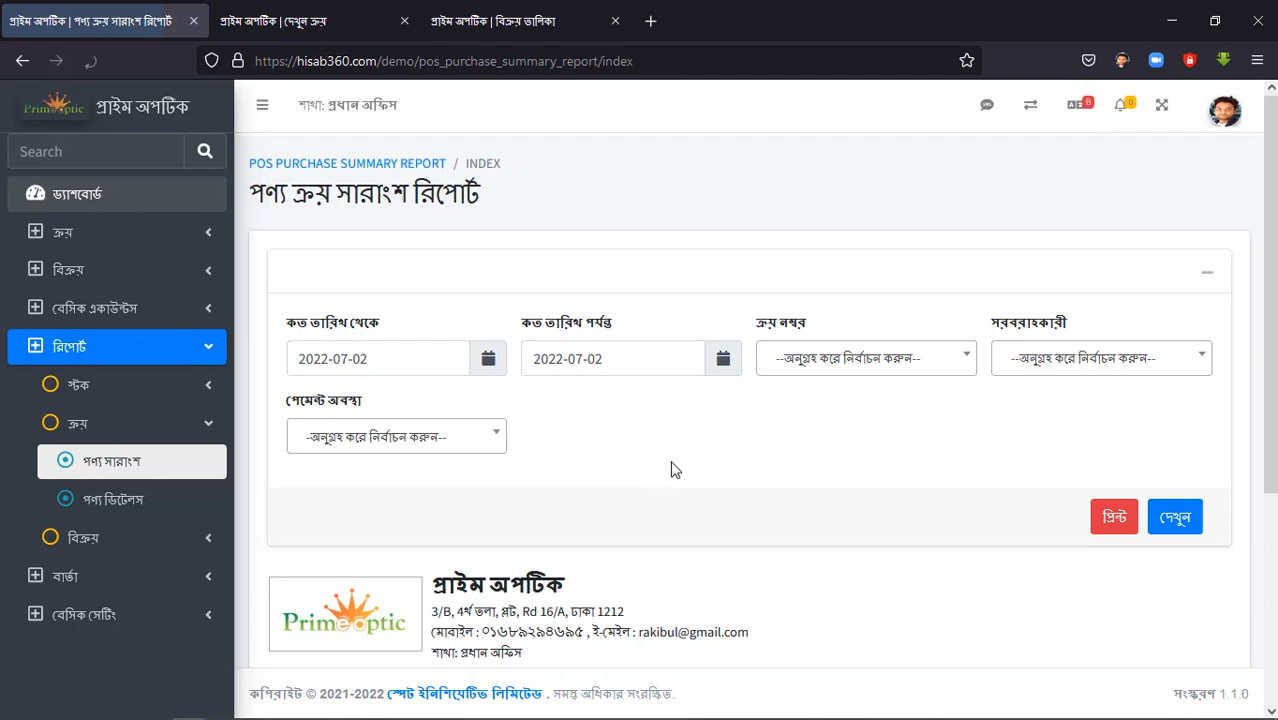 প্রাইম অপটিক | পণ্য ক্রয় সারাংশ রিপোর্ট
প্রাইম অপটিক | দেখুন ক্রয়
প্রাইম অপটিক | বিক্রয় তালিকা
https://hisab360.com/demo/pos_purchase_summary_report/index
Primeoptic প্রাইম অপটিক
শাখা: প্রধান অফিস
8
0
Search
POS PURCHASE SUMMARY REPORT / INDEX
পণ্য ক্রয় সারাংশ রিপোর্ট
ড্যাশবোর্ড
ক্রয়
বিক্রয়
বেসিক একাউন্টস
রিপোর্ট
স্টক
ক্রয়
পণ্য সারাংশ
পণ্য ডিটেলস
বিক্রয়
বার্তা
বেসিক সেটিং
কত তারিখ থেকে
কত তারিখ পর্যন্ত
ক্রয় নম্বর
সরবরাহকারী
2022-07-02
2022-07-02
--অনুগ্রহ করে নির্বাচন করুন--
--অনুগ্রহ করে নির্বাচন করুন--
পেমেন্ট অবস্থা
-অনুগ্রহ করে নির্বাচন করুন--
প্রিন্ট
দেখুন
Primeoptic
প্রাইম অপটিক
3/B, 4র্থ তলা, প্লট, Rd 16/A, ঢাকা 1212
মোবাইল : ০১৬৮৯২৯৪৬৯৫ , ই-মেইল : rakibul@gmail.com
শাখা: প্রধান অফিস
কপিরাইট © 2021-2022 স্পেট ইনিশিয়েটিভ লিমিটেড . সমস্ত অধিকার সংরক্ষিত.
সংস্করণ 1.1.0